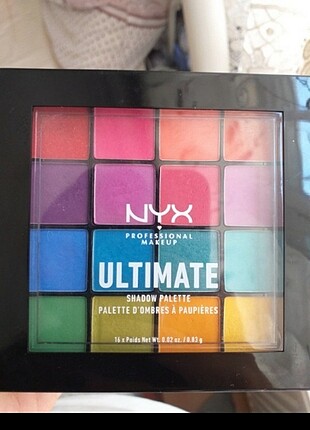 NYX
PROFESSIONAL
MAKEUP
ULTIMATE
SHADOW PALETTE
PALETTE D'OMBRES À PAUPIÈRES
16 x Poids Net Wt. 0.02 oz. / 0.83 g